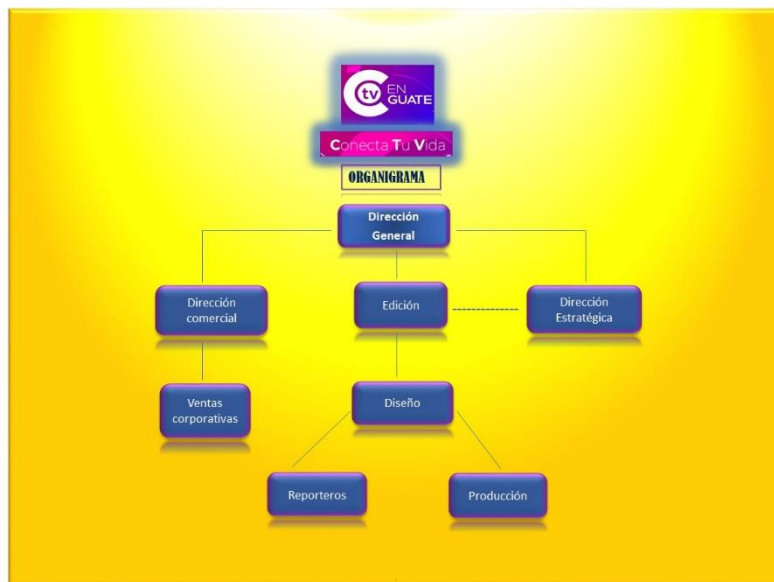 tv EN
GUATE
Conecta Tu Vida
ORGANIGRAMA
Dirección
General
Dirección
comercial
Edición
Dirección
Estratégica
Ventas
corporativas
Diseño
Reporteros
Producción